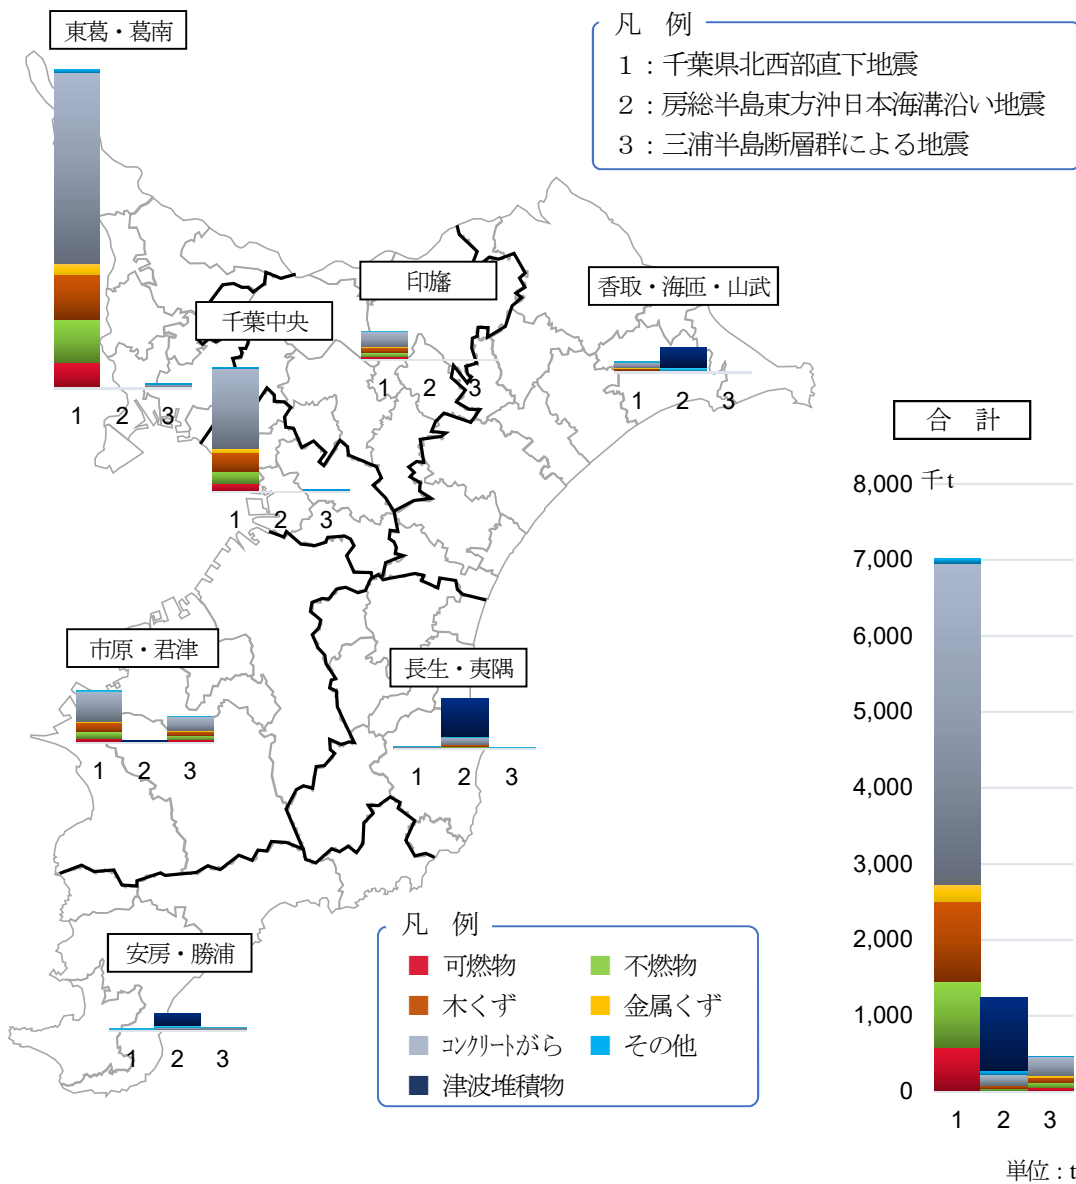 東葛・葛南
凡 例
1：千葉県北西部直下地震
2：房総半島東方沖日本海溝沿い地震
3：三浦半島断層群による地震
印旛
香取・海匝・山武
千葉中央
1 2 3
1 2 3
1 2 3
1 2 3
合 計
8,000 千t
7,000
6,000
5,000
4,000
3,000
2,000
1,000
0
1 2 3
市原・君津
長生・夷隅
1 2 3
1 2 3
安房・勝浦
1 2 3
凡 例
可燃物 不燃物
木くず 金属くず
コンクリートがら その他
津波堆積物
単位：t